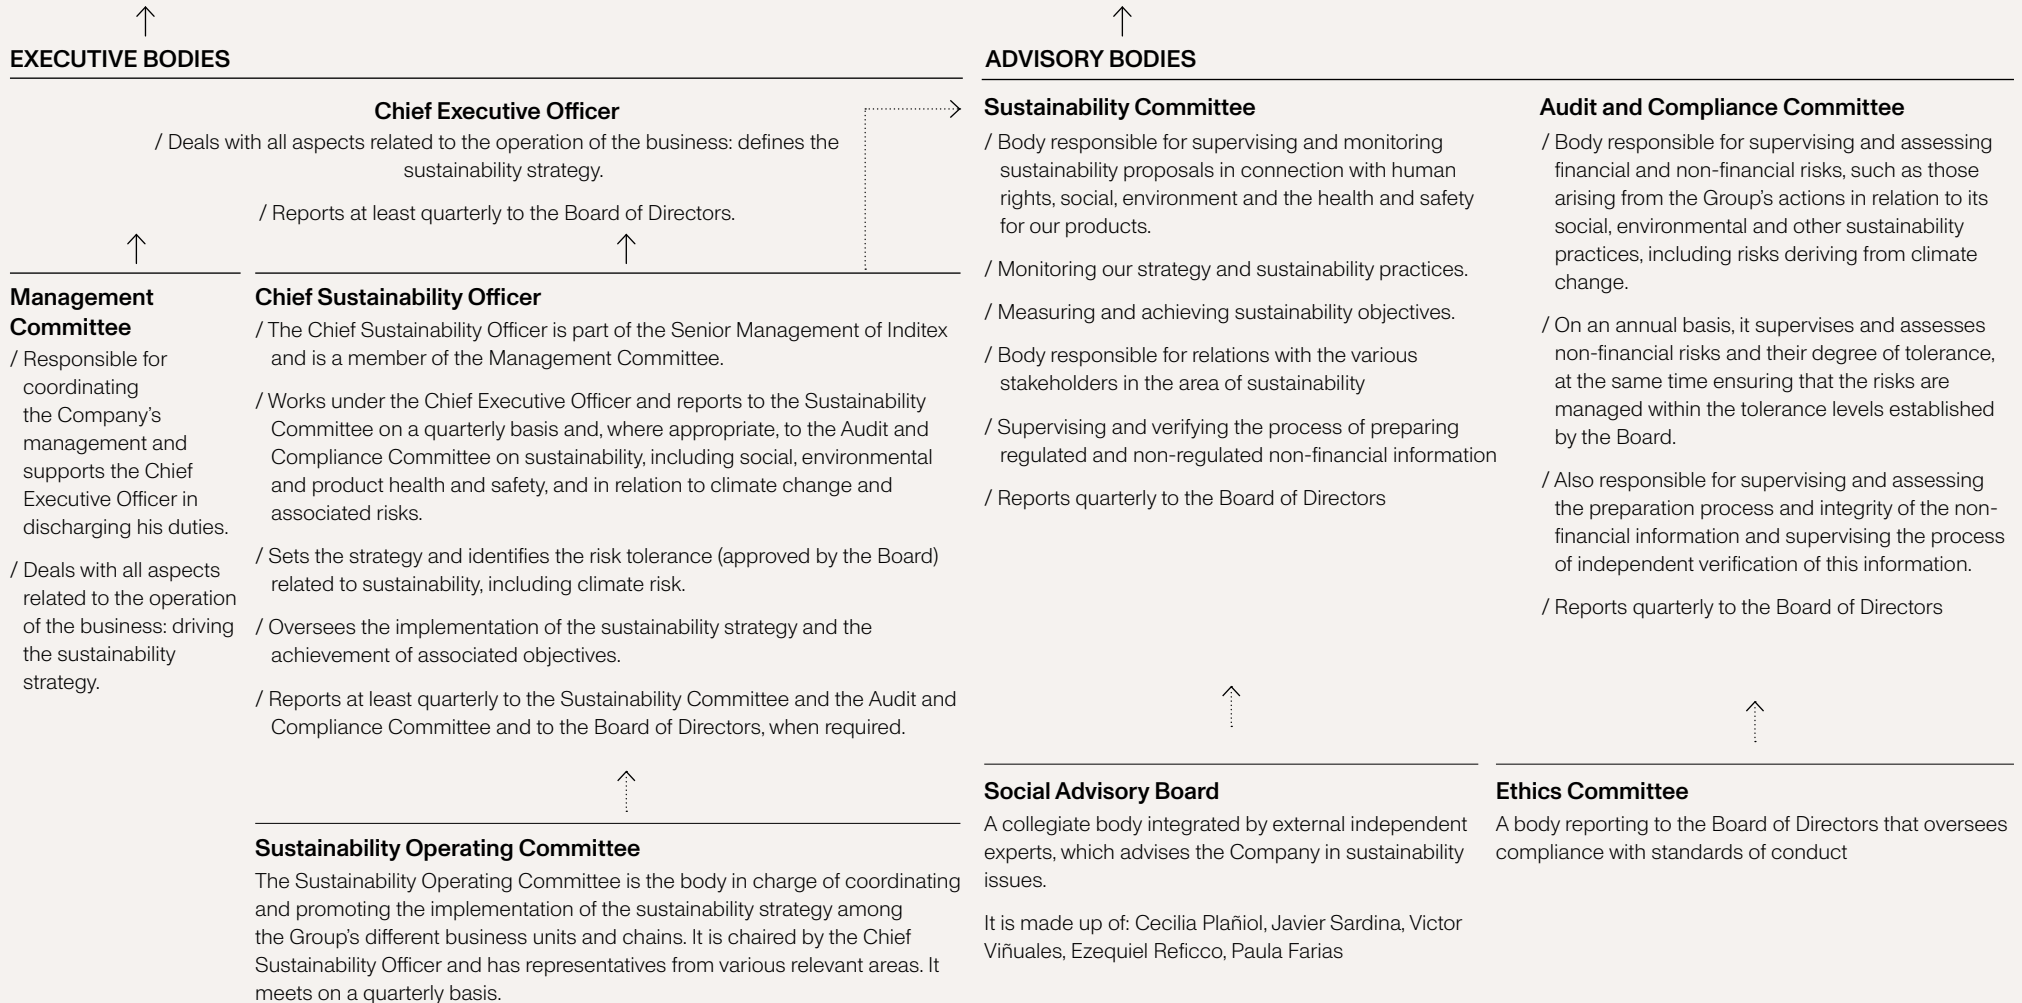 EXECUTIVE BODIES
Chief Executive Officer
/ Deals with all aspects related to the operation of the business: defines the
sustainability strategy.
/ Reports at least quarterly to the Board of Directors.
Management
Committee
/ Responsible for
coordinating
the Company's
management and
supports the Chief
Executive Officer in
discharging his duties.
/ Deals with all aspects
related to the operation
of the business: driving
the sustainability
strategy.
Chief Sustainability Officer
/ The Chief Sustainability Officer is part of the Senior Management of Inditex
and is a member of the Management Committee.
/ Works under the Chief Executive Officer and reports to the Sustainability
Committee on a quarterly basis and, where appropriate, to the Audit and
Compliance Committee on sustainability, including social, environmental
and product health and safety, and in relation to climate change and
associated risks.
/ Sets the strategy and identifies the risk tolerance (approved by the Board)
related to sustainability, including climate risk.
/ Oversees the implementation of the sustainability strategy and the
achievement of associated objectives.
/ Reports at least quarterly to the Sustainability Committee and the Audit and
Compliance Committee and to the Board of Directors, when required.
Sustainability Operating Committee
The Sustainability Operating Committee is the body in charge of coordinating
and promoting the implementation of the sustainability strategy among
the Group's different business units and chains. It is chaired by the Chief
Sustainability Officer and has representatives from various relevant areas. It
meets on a quarterly basis.
ADVISORY BODIES
Sustainability Committee
/ Body responsible for supervising and monitoring
sustainability proposals in connection with human
rights, social, environment and the health and safety
for our products.
/ Monitoring our strategy and sustainability practices.
/ Measuring and achieving sustainability objectives.
/ Body responsible for relations with the various
stakeholders in the area of sustainability
/ Supervising and verifying the process of preparing
regulated and non-regulated non-financial information
/ Reports quarterly to the Board of Directors
Audit and Compliance Committee
/ Body responsible for supervising and assessing
financial and non-financial risks, such as those
arising from the Group's actions in relation to its
social, environmental and other sustainability
practices, including risks deriving from climate
change.
/ On an annual basis, it supervises and assesses
non-financial risks and their degree of tolerance,
at the same time ensuring that the risks are
managed within the tolerance levels established
by the Board.
/ Also responsible for supervising and assessing
the preparation process and integrity of the non-
financial information and supervising the process
of independent verification of this information.
/ Reports quarterly to the Board of Directors
Social Advisory Board
A collegiate body integrated by external independent
experts, which advises the Company in sustainability
issues.
It is made up of: Cecilia Plañiol, Javier Sardina, Victor
Viñuales, Ezequiel Reficco, Paula Farias
Ethics Committee
A body reporting to the Board of Directors that oversees
compliance with standards of conduct